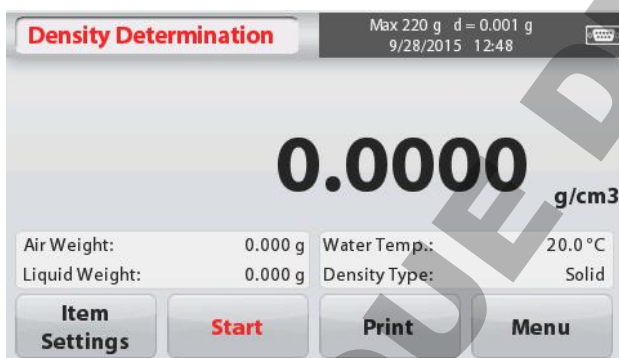 Density Determination
Max 220 g d = 0.001 g
9/28/2015 12:48
0.0000
g/cm3
Air Weight: 0.000 g Water Temp.: 20.0 °C
Liquid Weight: 0.000 g Density Type: Solid
Item Settings
Start
Print
Menu